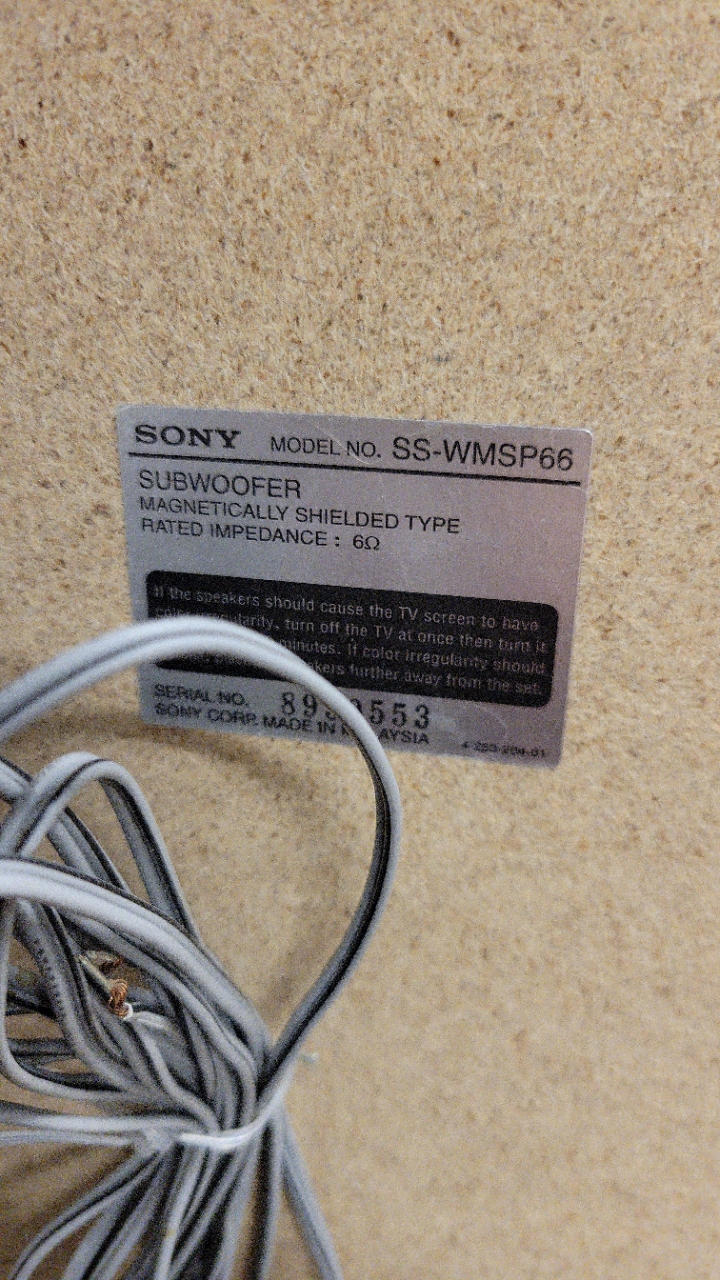 SONY MODEL NO. SS-WMSP66
SUBWOOFER
MAGNETICALLY SHIELDED TYPE
RATED IMPEDANCE : 6Ω
If the speakers should cause the TV screen to have
turn off the TV at once then turn it
minutes. If color irregularity should
further away from the set.
SERIAL NO.
SONY CORP. MADE IN